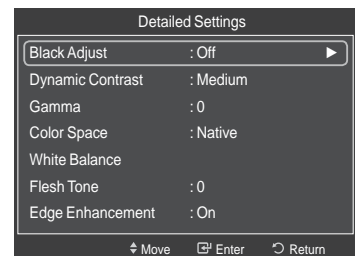 Detailed Settings
Black Adjust : Off ►
Dynamic Contrast : Medium
Gamma : 0
Color Space : Native
White Balance
Flesh Tone : 0
Edge Enhancement : On
Move Enter Return